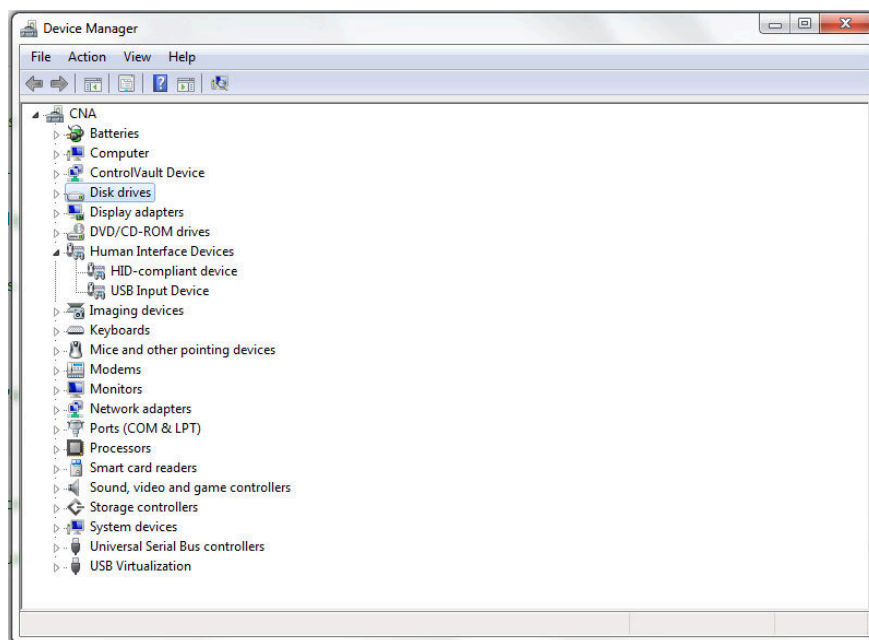 Device Manager
File Action View Help
CNA
Batteries
Computer
ControlVault Device
Disk drives
Display adapters
DVD/CD-ROM drives
Human Interface Devices
HID-compliant device
USB Input Device
Imaging devices
Keyboards
Mice and other pointing devices
Modems
Monitors
Network adapters
Ports (COM & LPT)
Processors
Smart card readers
Sound, video and game controllers
Storage controllers
System devices
Universal Serial Bus controllers
USB Virtualization